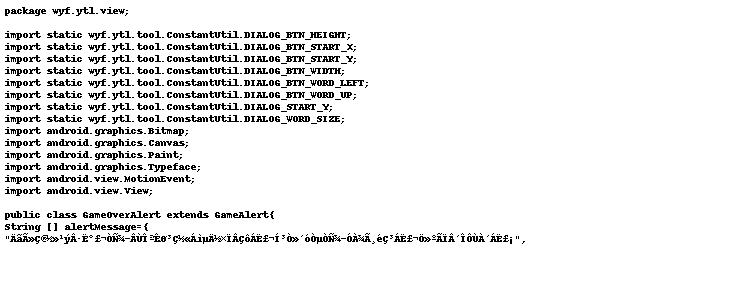 package wyf.ytl.view;
import static wyf.ytl.tool.ConstantUtil.DIALOG_BTN_HEIGHT;
import static wyf.ytl.tool.ConstantUtil.DIALOG_BTN_START_X;
import static wyf.ytl.tool.ConstantUtil.DIALOG_BTN_START_Y;
import static wyf.ytl.tool.ConstantUtil.DIALOG_BTN_WIDTH;
import static wyf.ytl.tool.ConstantUtil.DIALOG_BTN_WORD_LEFT;
import static wyf.ytl.tool.ConstantUtil.DIALOG_BTN_WORD_UP;
import static wyf.ytl.tool.ConstantUtil.DIALOG_START_Y;
import static wyf.ytl.tool.ConstantUtil.DIALOG_WORD_SIZE;
import android.graphics.Bitmap;
import android.graphics.Canvas;
import android.graphics.Paint;
import android.graphics.Typeface;
import android.view.MotionEvent;
import android.view.View;
public class GameOverAlert extends GameAlert{
String [] alertMessage={